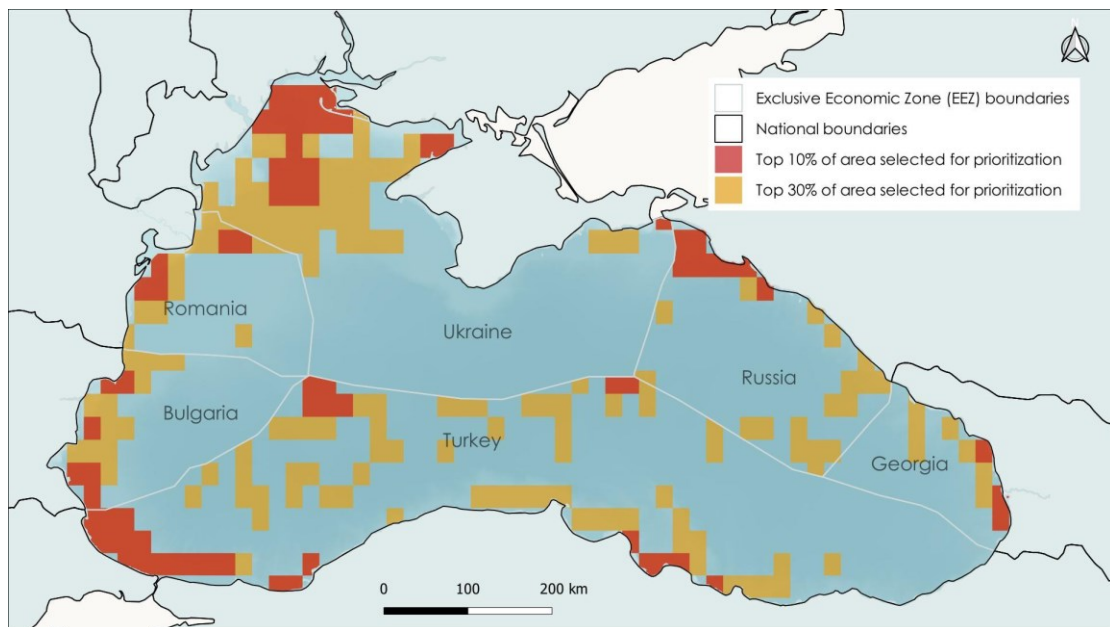 Exclusive Economic Zone (EEZ) boundaries
National boundaries
Top 10% of area selected for prioritization
Top 30% of area selected for prioritization
Romania
Ukraine
Russia
Bulgaria
Turkey
Georgia
0 100 200 km